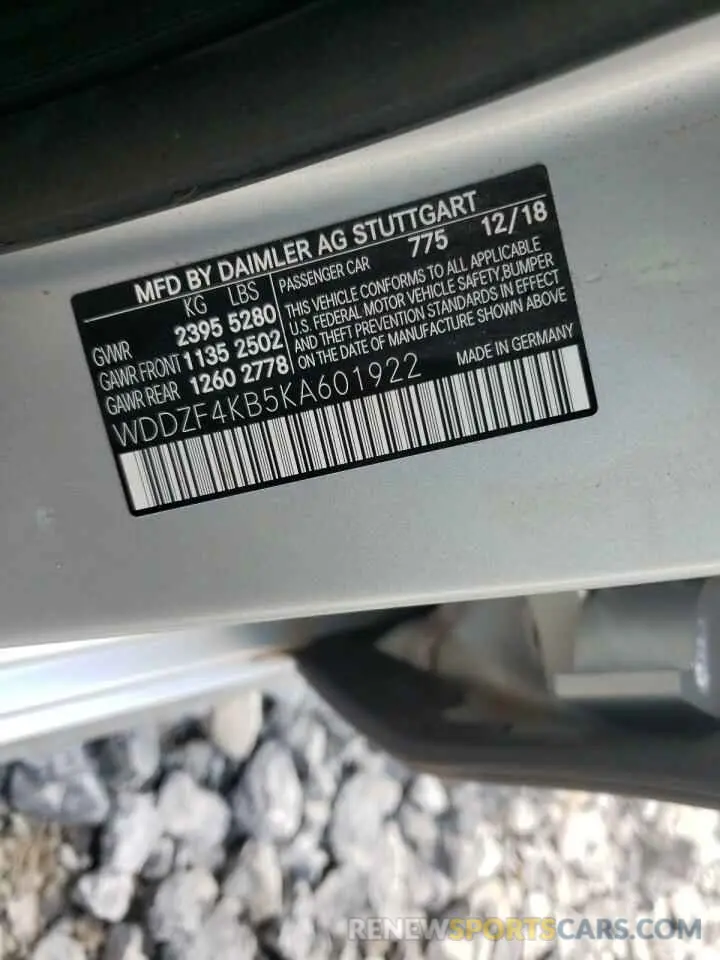 MFD BY DAIMLER AG STUTTGART
KG LBS
GVWR 2395 5280
GAWR FRONT 1135 2502
GAWR REAR 1260 2778
PASSENGER CAR 775 12/18
THIS VEHICLE CONFORMS TO ALL APPLICABLE
U.S. FEDERAL MOTOR VEHICLE SAFETY, BUMPER
AND THEFT PREVENTION STANDARDS IN EFFECT
ON THE DATE OF MANUFACTURE SHOWN ABOVE
MADE IN GERMANY
WDDZF4KB5KA601922
RENEWSPORTSCARS.COM